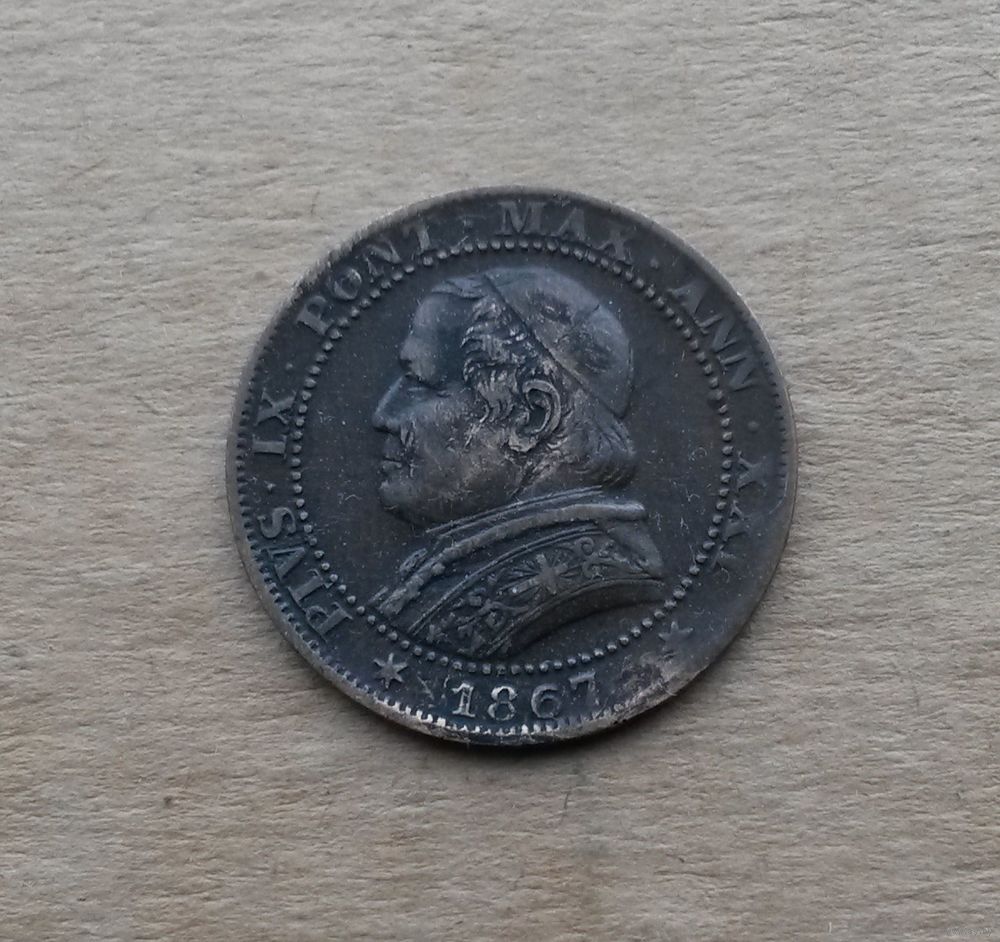 PIVS · IX · PONT · MAX · ANN · XXI
1867